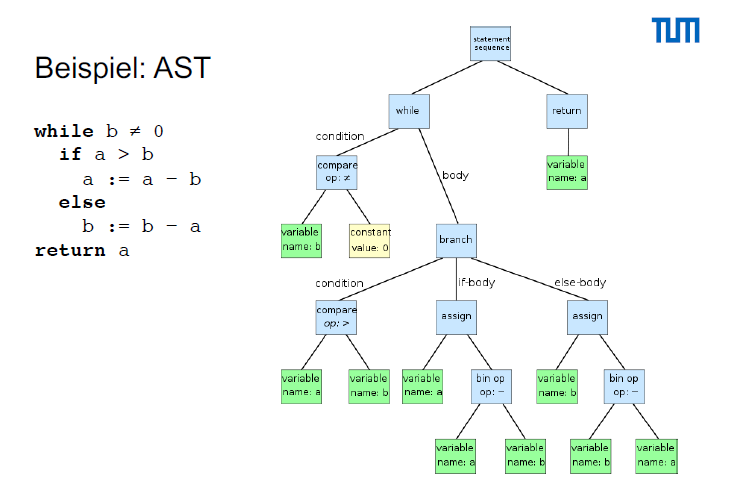 TUM
Beispiel: AST
while b ≠ 0
if a > b
a := a − b
else
b := b − a
return a
statement
sequence
while
return
condition
body
compare
op: ≠
variable
name: a
variable
name: b
constant
value: 0
branch
condition
if-body
else-body
compare
op: >
assign
assign
variable
name: a
variable
name: b
variable
name: a
bin op
op: −
variable
name: b
bin op
op: −
variable
name: a
variable
name: b
variable
name: b
variable
name: a